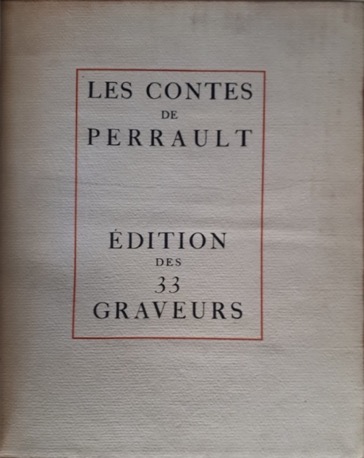 LES CONTES
DE
PERRAULT
ÉDITION
DES
33
GRAVEURS